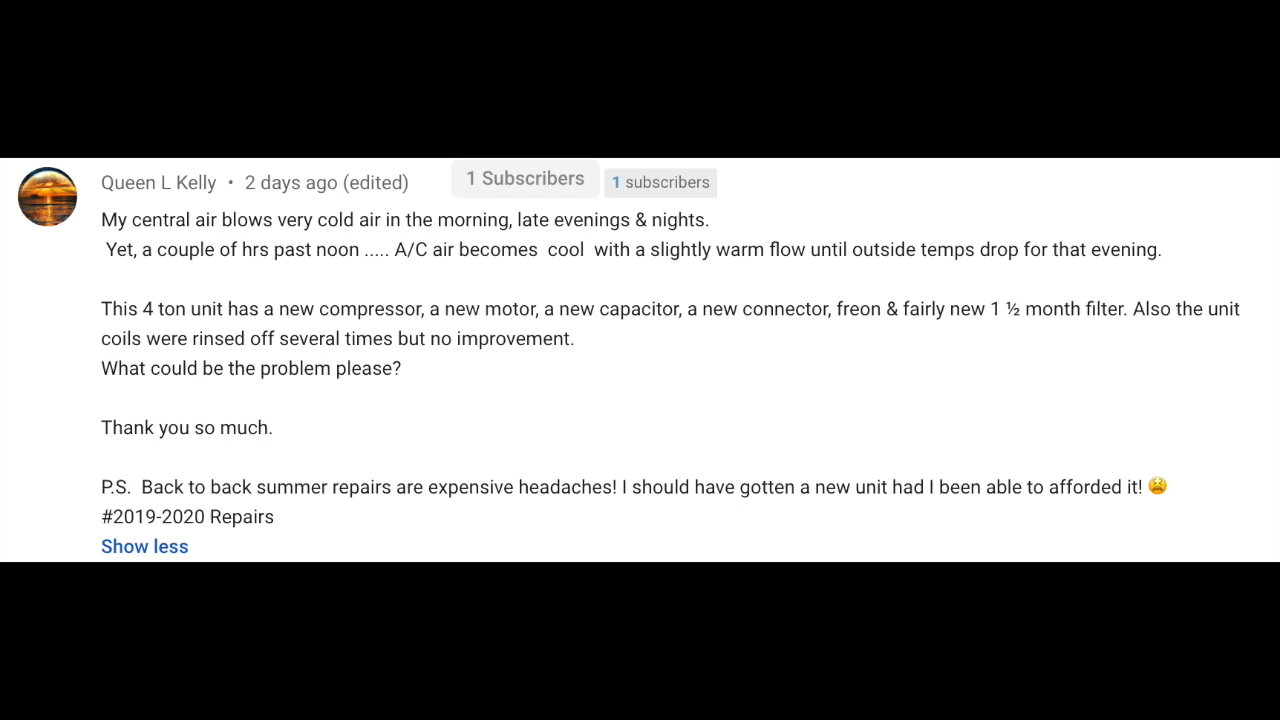 Queen L Kelly • 2 days ago (edited) 1 Subscribers 1 subscribers
My central air blows very cold air in the morning, late evenings & nights.
Yet, a couple of hrs past noon ..... A/C air becomes  cool  with a slightly warm flow until outside temps drop for that evening.
This 4 ton unit has a new compressor, a new motor, a new capacitor, a new connector, freon & fairly new 1 ½ month filter. Also the unit
coils were rinsed off several times but no improvement.
What could be the problem please?
Thank you so much.
P.S.  Back to back summer repairs are expensive headaches! I should have gotten a new unit had I been able to afforded it! 😫
#2019-2020 Repairs
Show less